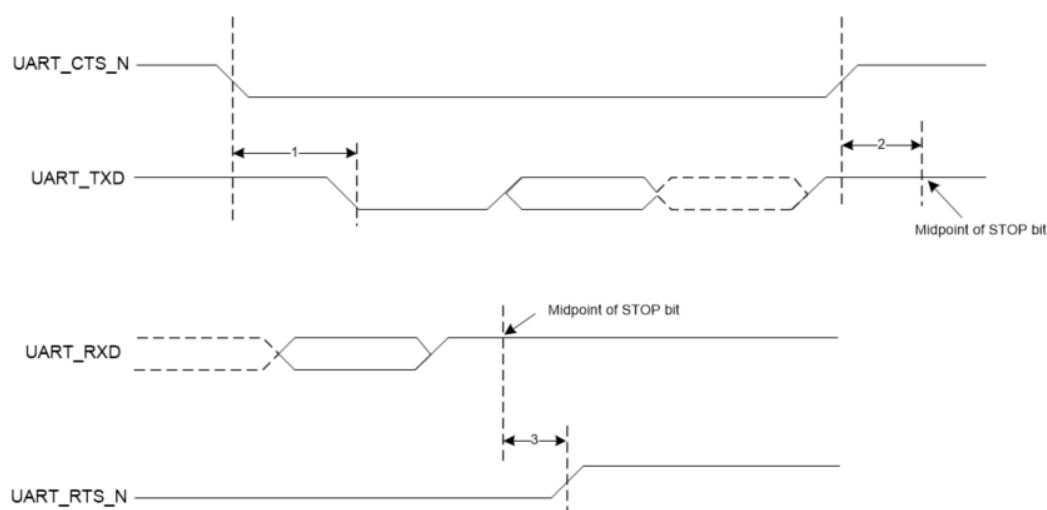 UART_CTS_N
1
2
UART_TXD
Midpoint of STOP bit
Midpoint of STOP bit
UART_RXD
3
UART_RTS_N